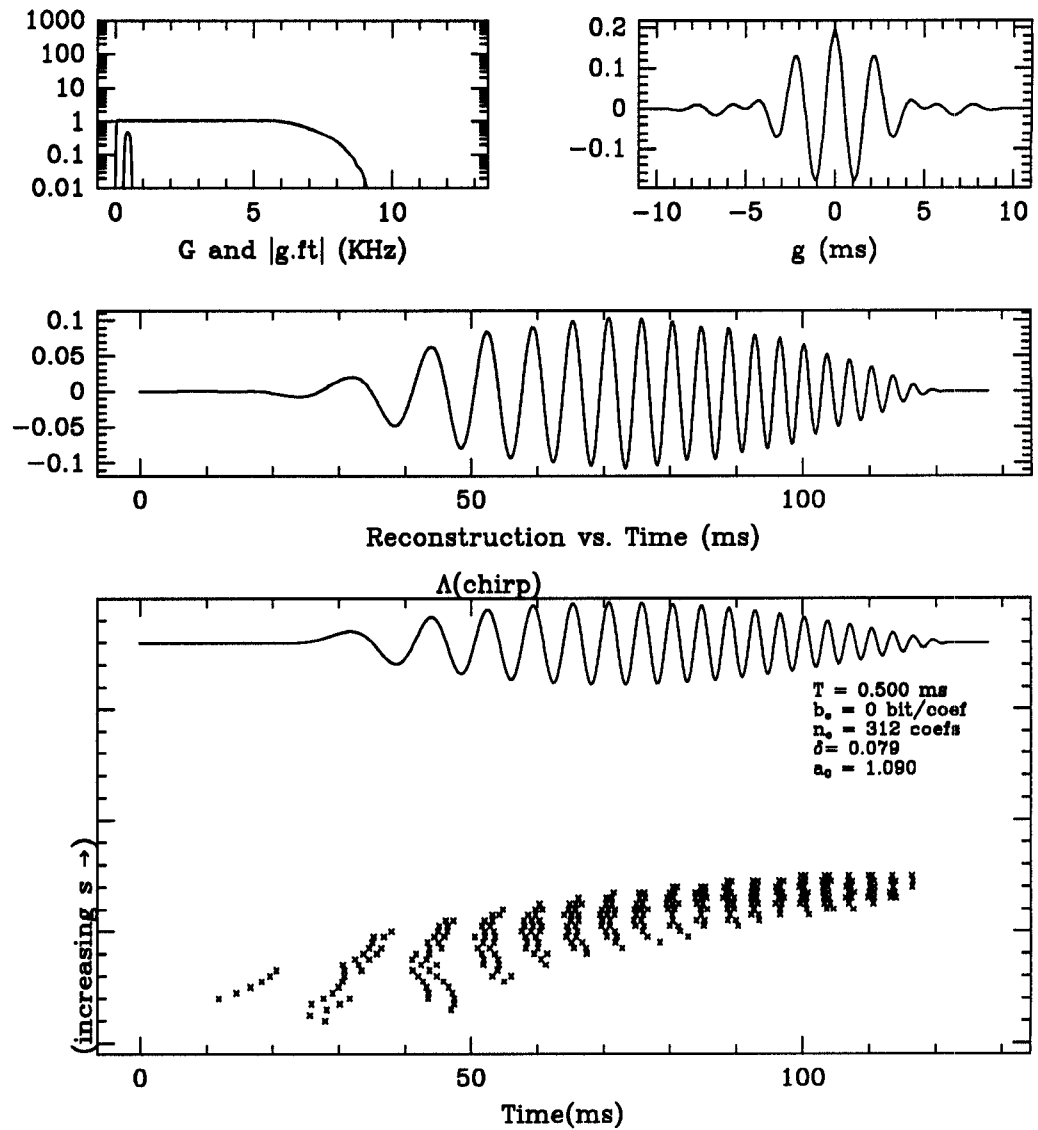 1000
100
10
1
0.1
0.01
0 5 10
G and |g.ft| (KHz)
0.2
0.1
0
−0.1
−10 −5 0 5 10
g (ms)
0.1
0.05
0
−0.05
−0.1
0 50 100
Reconstruction vs. Time (ms)
Λ(chirp)
T = 0.500 ms
bₑ = 0 bit/coef
nₑ = 312 coefs
δ= 0.079
a₀ = 1.090
(increasing s →)
0 50 100
Time(ms)